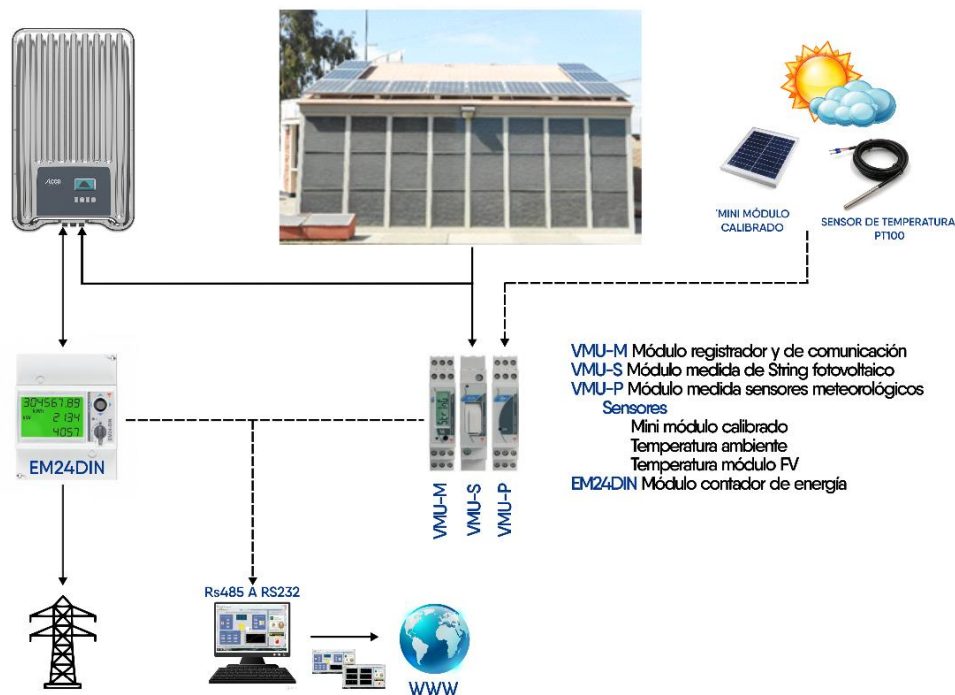 'MINI MÓDULO
CALIBRADO
SENSOR DE TEMPERATURA
PT100
VMU-M Módulo registrador y de comunicación
VMU-S Módulo medida de String fotovoltaico
VMU-P Módulo medida sensores meteorológicos
Sensores
Mini módulo calibrado
Temperatura ambiente
Temperatura módulo FV
EM24DIN Módulo contador de energía
304567.89
kWh
kW 2134
4057
EM24DIN
VMU-M
VMU-S
VMU-P
Rs485 A RS232
WWW